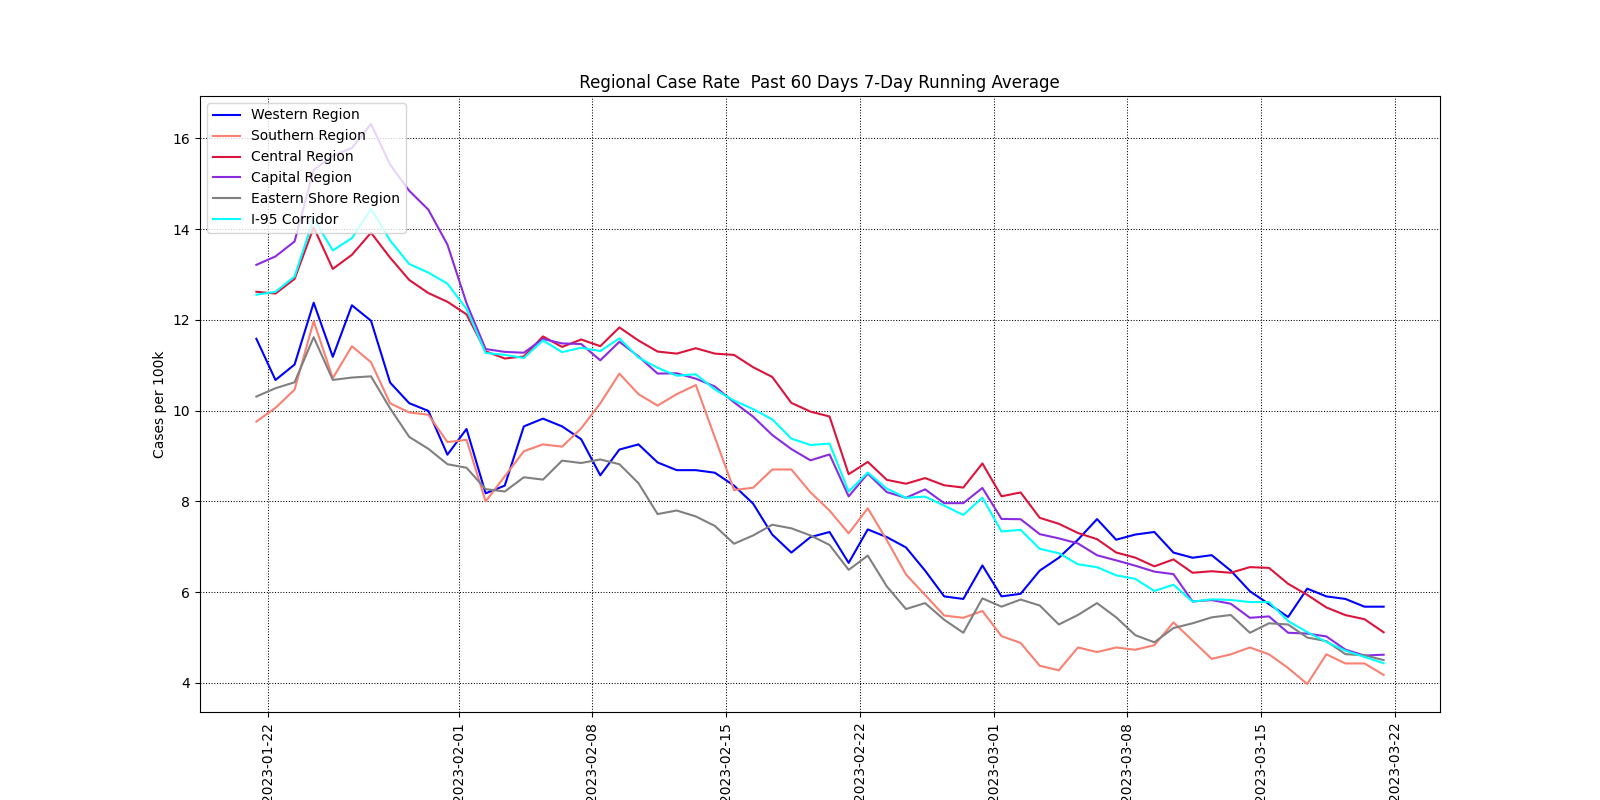 Regional Case Rate  Past 60 Days 7-Day Running Average
Western Region
Southern Region
Central Region
Capital Region
Eastern Shore Region
I-95 Corridor
Cases per 100k
16
14
12
10
8
6
4
2023-01-22
2023-02-01
2023-02-08
2023-02-15
2023-02-22
2023-03-01
2023-03-08
2023-03-15
2023-03-22